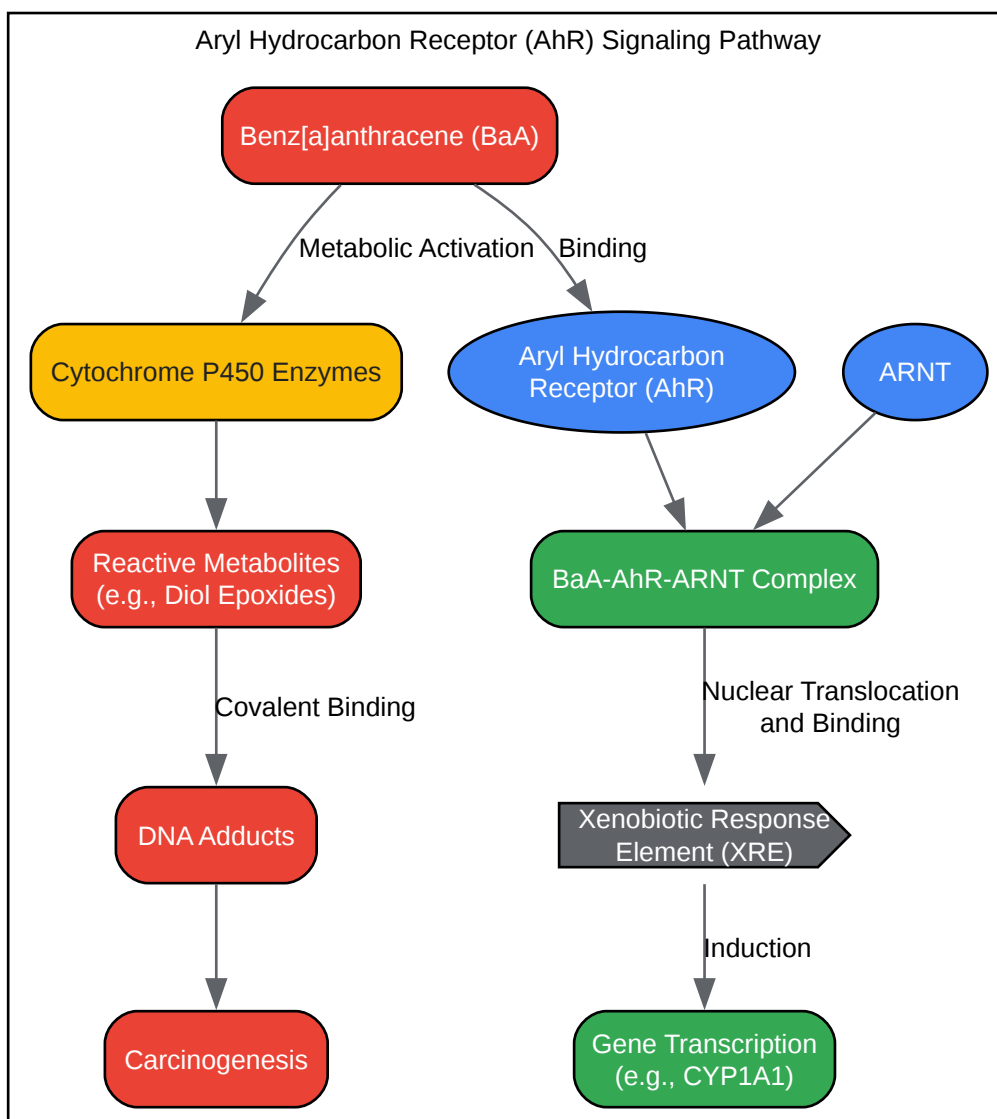 Aryl Hydrocarbon Receptor (AhR) Signaling Pathway
Benz[a]anthracene (BaA)
Metabolic Activation
Binding
Cytochrome P450 Enzymes
Aryl Hydrocarbon
Receptor (AhR)
ARNT
Reactive Metabolites
(e.g., Diol Epoxides)
BaA-AhR-ARNT Complex
Covalent Binding
Nuclear Translocation
and Binding
DNA Adducts
Xenobiotic Response
Element (XRE)
Induction
Carcinogenesis
Gene Transcription
(e.g., CYP1A1)